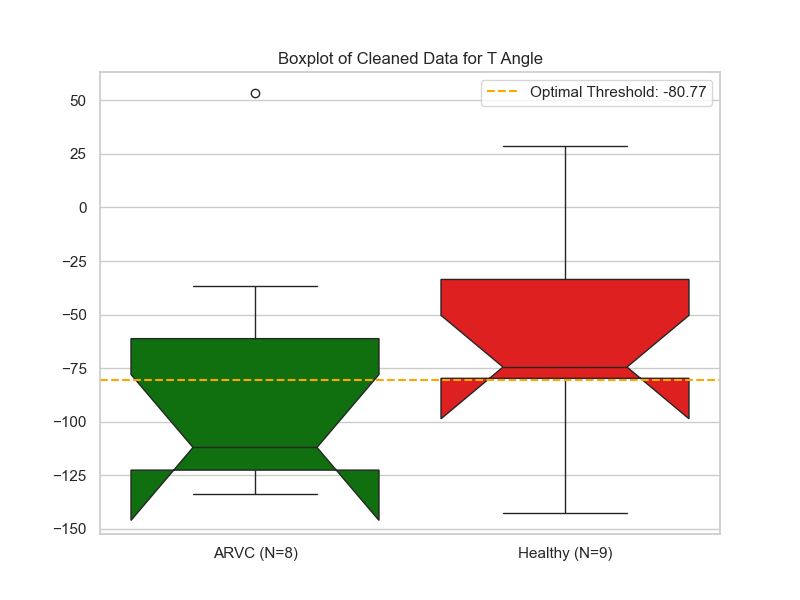 Boxplot of Cleaned Data for T Angle
Optimal Threshold: -80.77
50
25
0
−25
−50
−75
−100
−125
−150
ARVC (N=8)
Healthy (N=9)